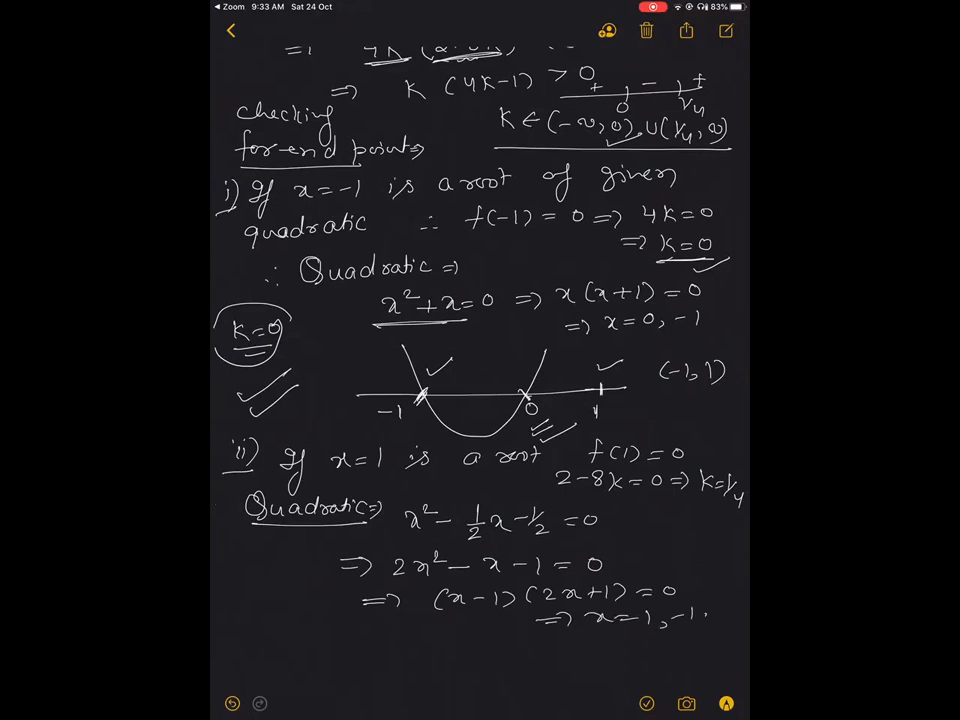 Zoom 9:33 AM Sat 24 Oct 83%
⇒ K (4K-1) > 0
+ - +
0 1/4
checking
for end point⇒
K ∈ (-∞, 0) ∪ (1/4, ∞)
i) If x = -1 is a root of given
quadratic ∴ f(-1) = 0 ⇒ 4K = 0
⇒ K = 0
∴ Quadratic ⇒
x² + x = 0 ⇒ x (x+1) = 0
⇒ x = 0, -1
K = 0
(-1, 1)
-1 0 1
ii) If x = 1 is a root f(1) = 0
2 - 8K = 0 ⇒ K = 1/4
Quadratic ⇒ x² - 1/2 x - 1/2 = 0
⇒ 2x² - x - 1 = 0
⇒ (x-1) (2x+1) = 0
⇒ x = 1, -1